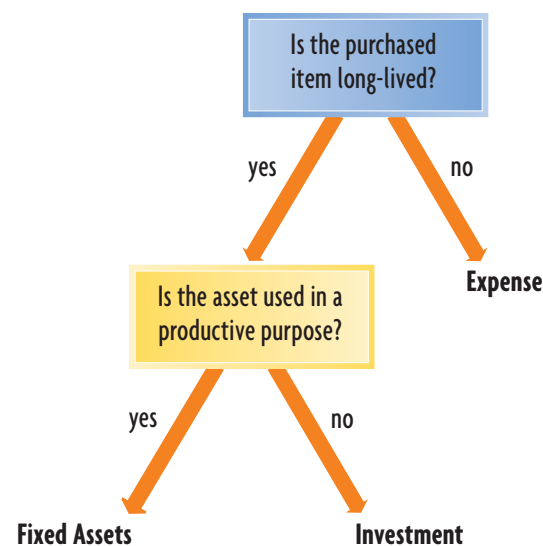 Is the purchased
item long-lived?
yes
no
Expense
Is the asset used in a
productive purpose?
yes
no
Fixed Assets
Investment